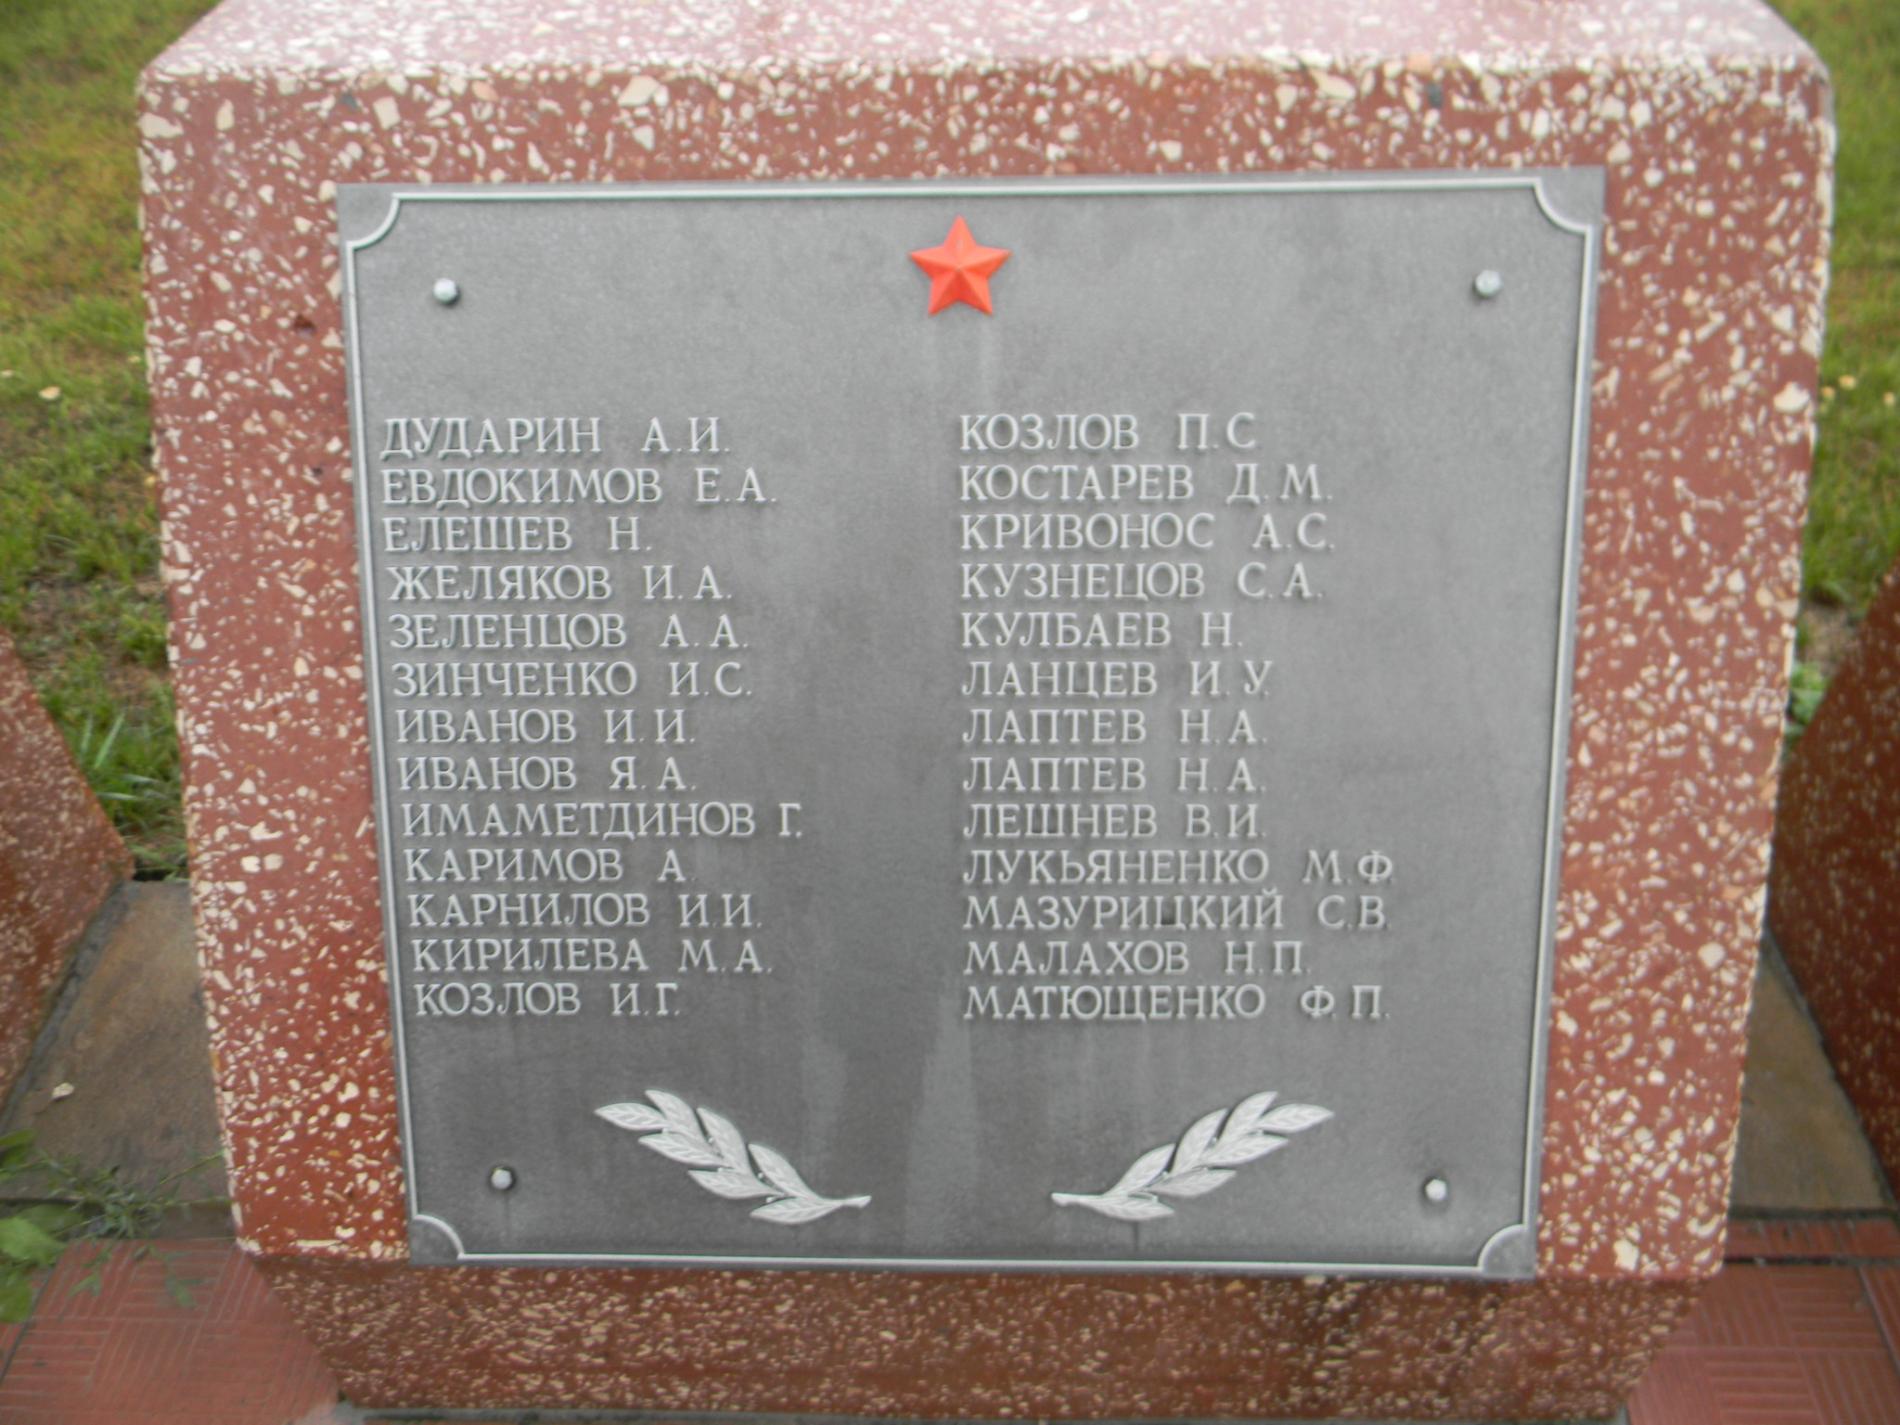 ДУДАРИН А.И.
ЕВДОКИМОВ Е.А.
ЕЛЕШЕВ Н.
ЖЕЛЯКОВ И.А.
ЗЕЛЕНЦОВ А.А.
ЗИНЧЕНКО И.С.
ИВАНОВ И.И.
ИВАНОВ Я.А.
ИМАМЕТДИНОВ Г.
КАРИМОВ А.
КАРНИЛОВ И.И.
КИРИЛЕВА М.А.
КОЗЛОВ И.Г.
КОЗЛОВ П.С
КОСТАРЕВ Д.М.
КРИВОНОС А.С.
КУЗНЕЦОВ С.А.
КУЛБАЕВ Н.
ЛАНЦЕВ И.У.
ЛАПТЕВ Н.А.
ЛАПТЕВ Н.А.
ЛЕШНЕВ В.И.
ЛУКЬЯНЕНКО М.Ф.
МАЗУРИЦКИЙ С.В.
МАЛАХОВ Н.П.
МАТЮЩЕНКО Ф.П.